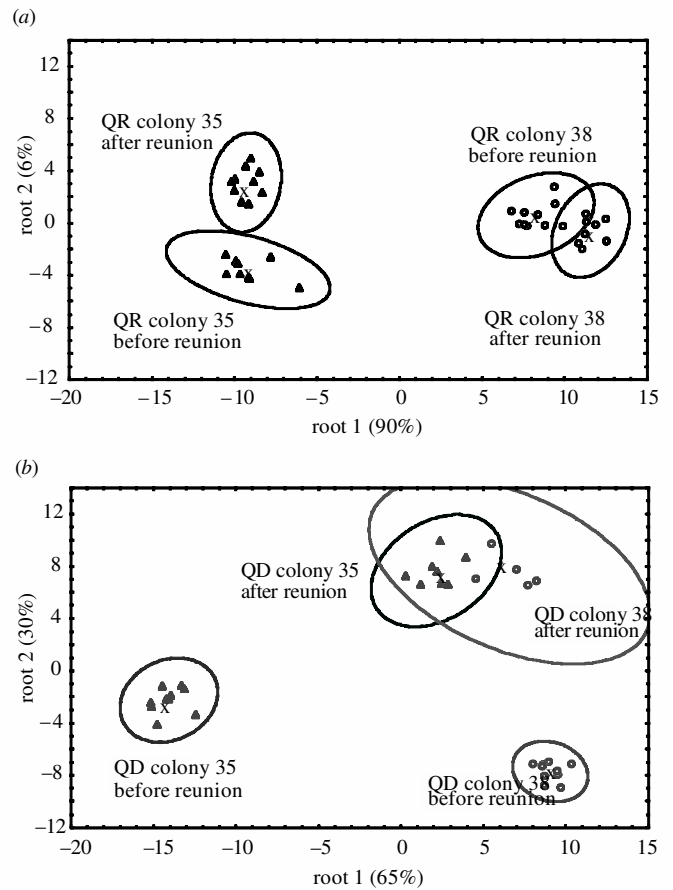 (a)
12
8
4
0
−4
−8
−12
root 2 (6%)
QR colony 35
after reunion
QR colony 38
before reunion
QR colony 35
before reunion
QR colony 38
after reunion
x
x
x
x
−20
−15
−10
−5
0
5
10
15
root 1 (90%)
(b)
12
8
4
0
−4
−8
−12
root 2 (30%)
QD colony 35
after reunion
QD colony 38
after reunion
QD colony 35
before reunion
QD colony 38
before reunion
x
x
x
x
−20
−15
−10
−5
0
5
10
15
root 1 (65%)